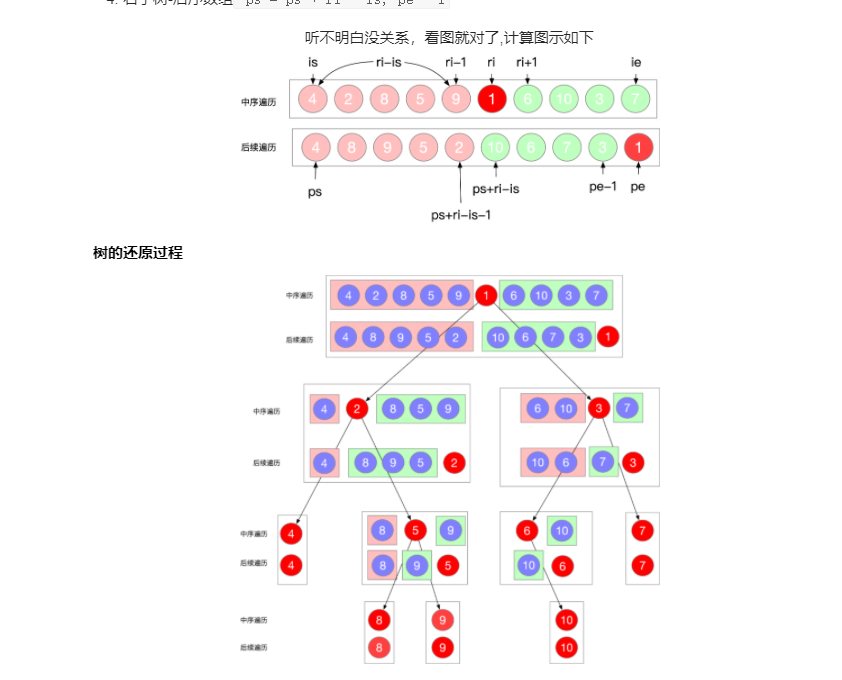 4. 右子树-后序数组 ps = ps + ri - is, pe - 1
听不明白没关系，看图就对了,计算图示如下
is ri-is ri-1 ri ri+1 ie
中序遍历 4 2 8 5 9 1 6 10 3 7
后续遍历 4 8 9 5 2 10 6 7 3 1
ps ps+ri-is pe-1 pe
ps+ri-is-1
树的还原过程
中序遍历 4 2 8 5 9 1 6 10 3 7
后续遍历 4 8 9 5 2 10 6 7 3 1
中序遍历 4 2 8 5 9 6 10 3 7
后续遍历 4 8 9 5 2 10 6 7 3
中序遍历 4 8 5 9 6 10 7
后续遍历 4 8 9 5 10 6 7
中序遍历 8 9 10
后续遍历 8 9 10